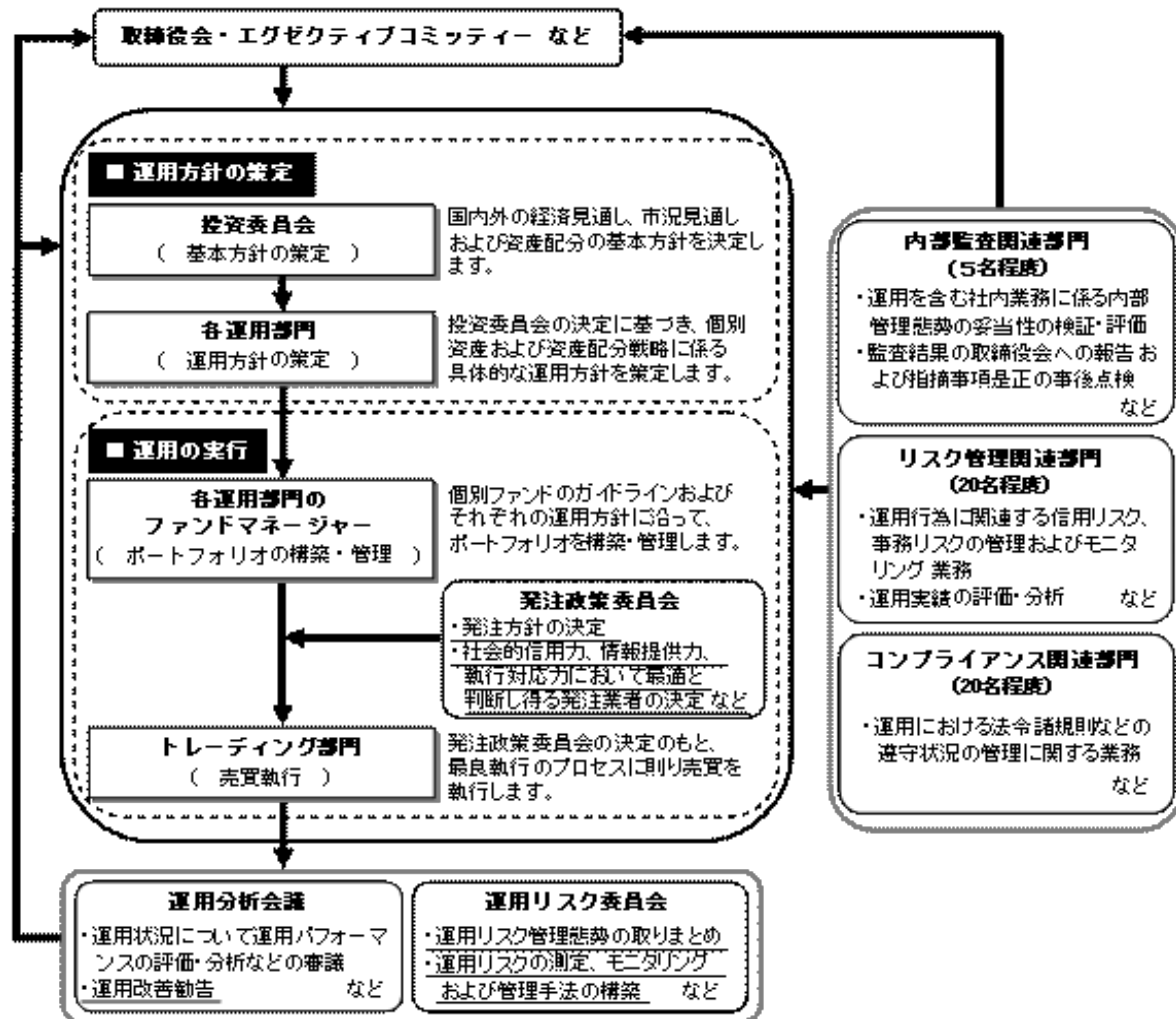 取締役会・エグゼクティブコミッティー など
■ 運用方針の策定
投資委員会
( 基本方針の策定 )
国内外の経済見通し、市況見通し
および資産配分の基本方針を決定し
ます。
各運用部門
( 運用方針の策定 )
投資委員会の決定に基づき、個別
資産および資産配分戦略に係る
具体的な運用方針を策定します。
■ 運用の実行
各運用部門の
ファンドマネージャー
( ポートフォリオの構築・管理 )
個別ファンドのガイドラインおよび
それぞれの運用方針に沿って、
ポートフォリオを構築・管理します。
発注政策委員会
・発注方針の決定
・社会的信用力、情報提供力、
執行対応力において最適と
判断し得る発注業者の決定 など
トレーディング部門
( 売買執行 )
発注政策委員会の決定のもと、
最良執行のプロセスに則り売買を
執行します。
運用分析会議
・運用状況について運用パフォーマ
ンスの評価・分析などの審議
・運用改善勧告 など
運用リスク委員会
・運用リスク管理態勢の取りまとめ
・運用リスクの測定、モニタリング
および管理手法の構築 など
内部監査関連部門
(5名程度)
・運用を含む社内業務に係る内部
管理態勢の妥当性の検証・評価
・監査結果の取締役会への報告お
よび指摘事項是正の事後点検
など
リスク管理関連部門
(20名程度)
・運用行為に関連する信用リスク、
事務リスクの管理およびモニタ
リング業務
・運用実績の評価・分析 など
コンプライアンス関連部門
(20名程度)
・運用における法令諸規則などの
遵守状況の管理に関する業務
など